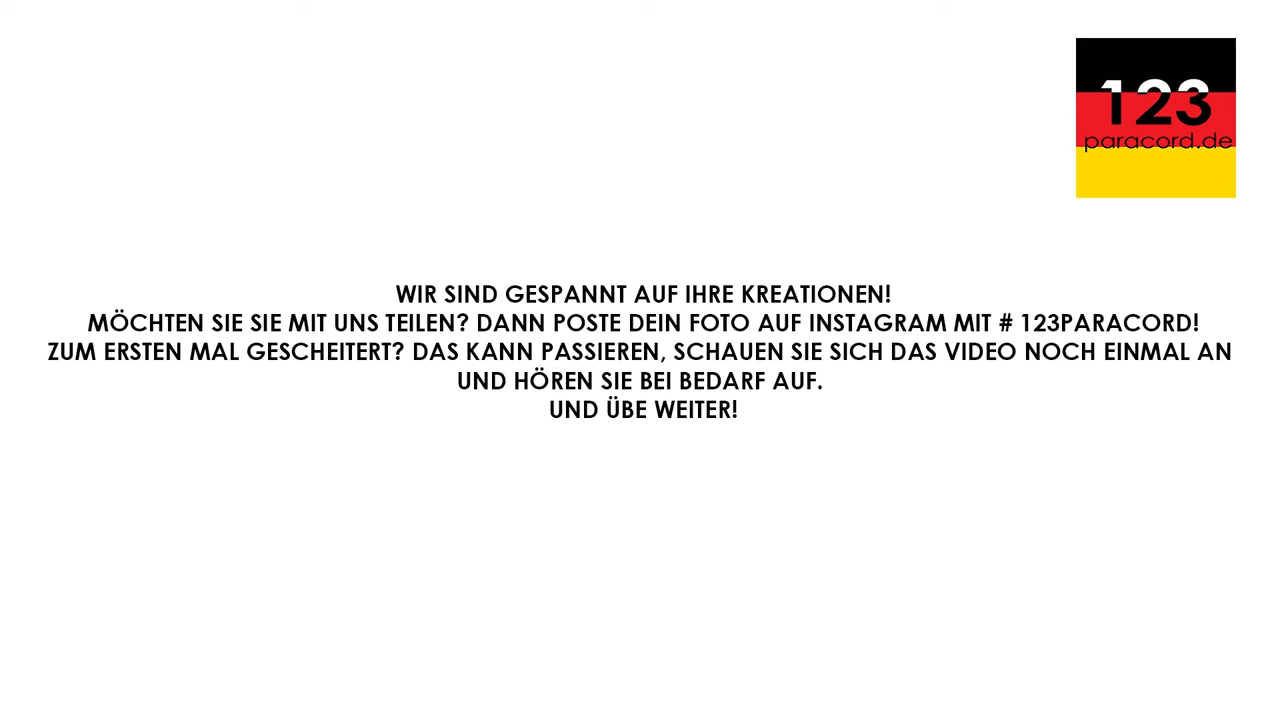 123
paracord.de
WIR SIND GESPANNT AUF IHRE KREATIONEN!
MÖCHTEN SIE SIE MIT UNS TEILEN? DANN POSTE DEIN FOTO AUF INSTAGRAM MIT # 123PARACORD!
ZUM ERSTEN MAL GESCHEITERT? DAS KANN PASSIEREN, SCHAUEN SIE SICH DAS VIDEO NOCH EINMAL AN
UND HÖREN SIE BEI BEDARF AUF.
UND ÜBE WEITER!